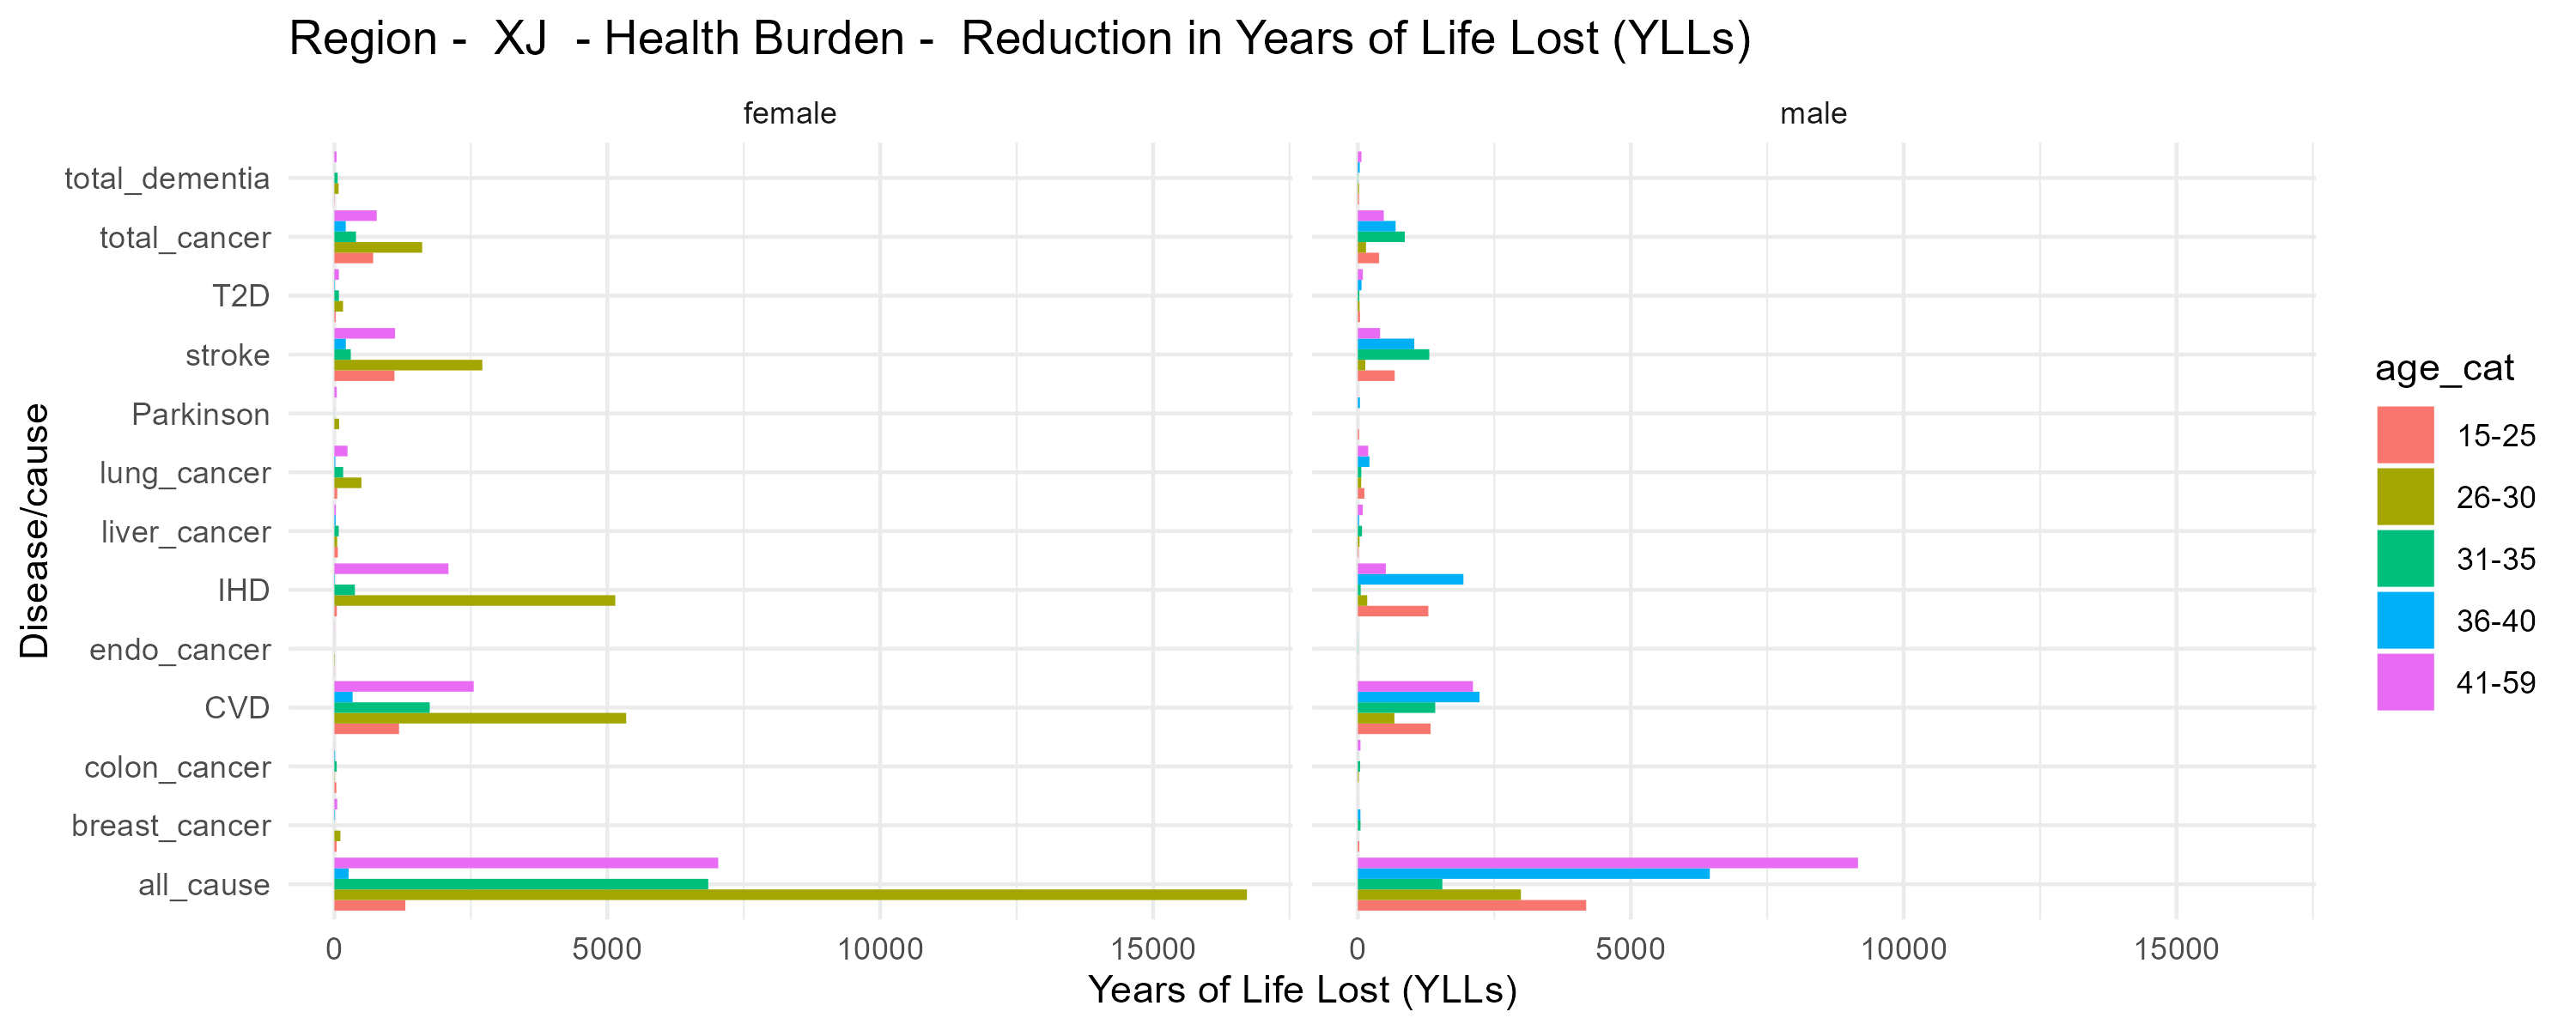 Region -  XJ  - Health Burden -  Reduction in Years of Life Lost (YLLs)
female
male
total_dementia
total_cancer
T2D
stroke
Parkinson
lung_cancer
liver_cancer
IHD
endo_cancer
CVD
colon_cancer
breast_cancer
all_cause
Disease/cause
0 5000 10000 15000
0 5000 10000 15000
Years of Life Lost (YLLs)
age_cat
15-25
26-30
31-35
36-40
41-59